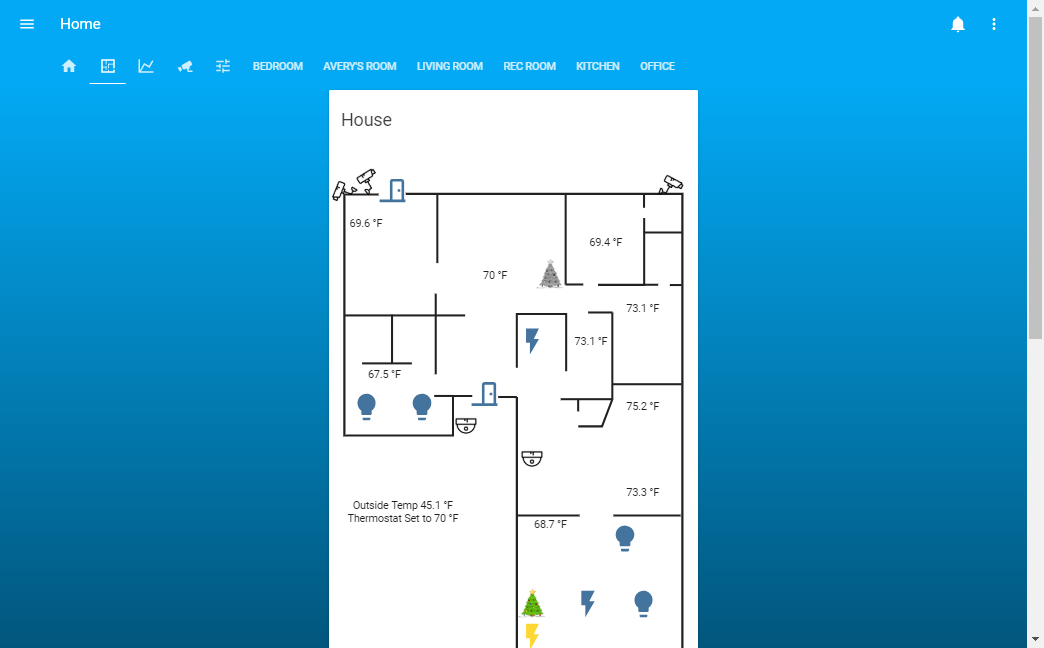 Home
BEDROOM AVERY'S ROOM LIVING ROOM REC ROOM KITCHEN OFFICE
House
69.6 °F
69.4 °F
70 °F
73.1 °F
73.1 °F
67.5 °F
75.2 °F
73.3 °F
Outside Temp 45.1 °F
Thermostat Set to 70 °F
68.7 °F